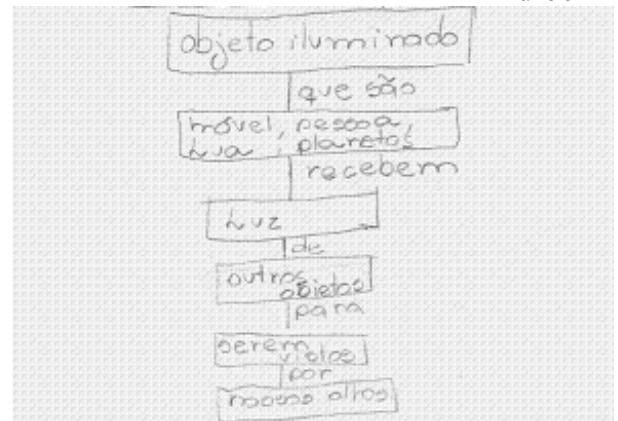 objeto iluminado
que são
móvel, pessoa,
Lua, planetas
recebem
Luz
de
outros
objetos
para
serem
vistos
por
nossos olhos